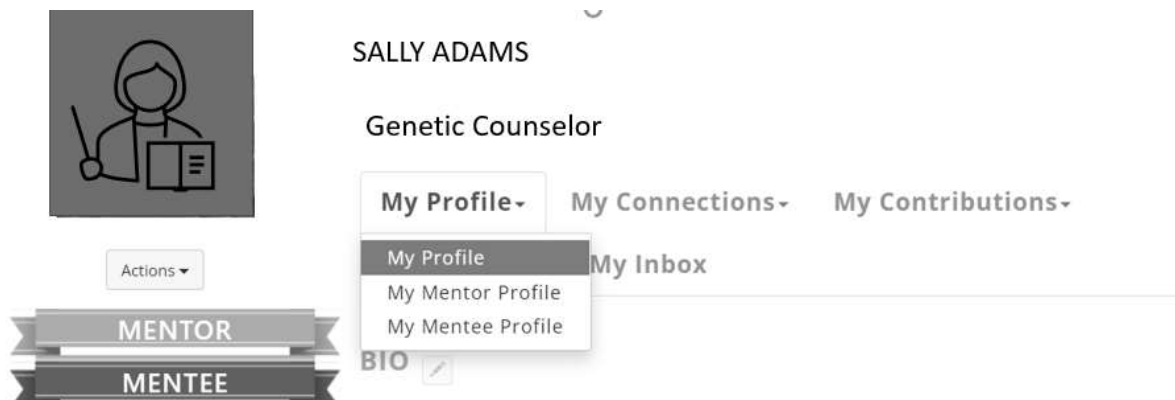 SALLY ADAMS
Genetic Counselor
My Profile My Connections My Contributions
My Profile My Inbox
My Mentor Profile
My Mentee Profile
Actions
MENTOR
MENTEE
BIO